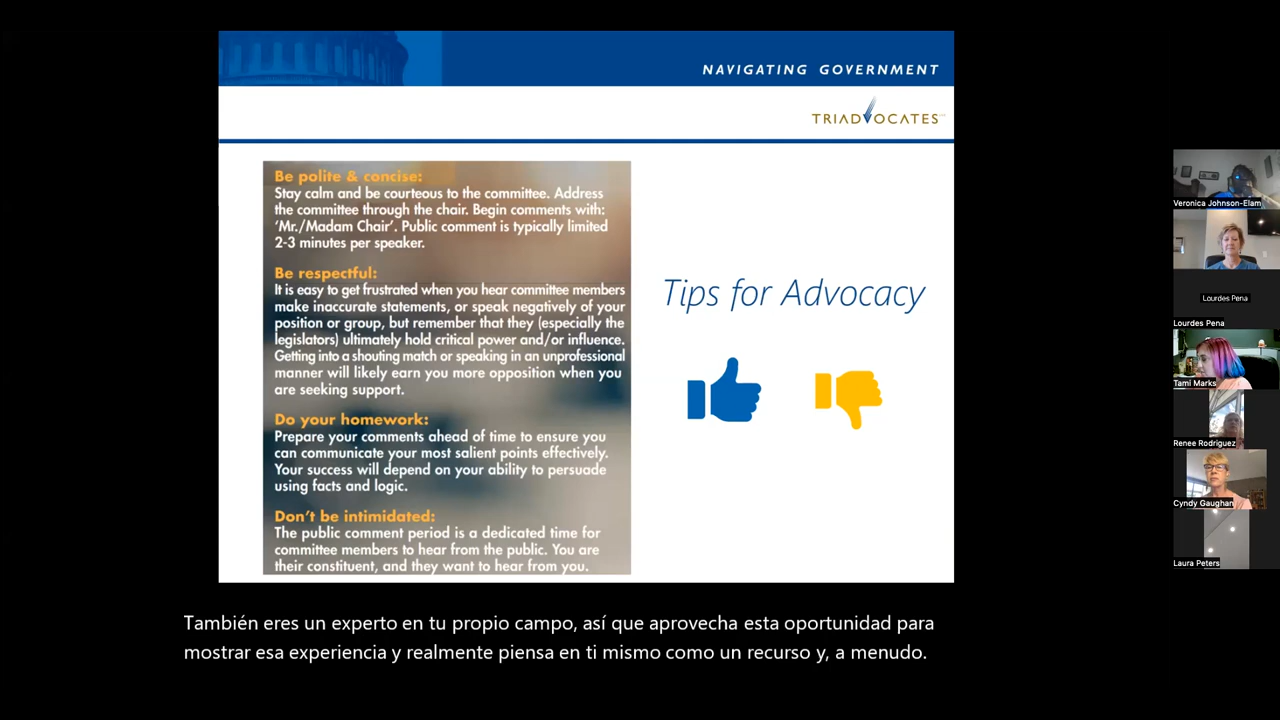 NAVIGATING GOVERNMENT
TRIADVOCATES
Be polite & concise:
Stay calm and be courteous to the committee. Address
the committee through the chair. Begin comments with:
‘Mr./Madam Chair’. Public comment is typically limited
2-3 minutes per speaker.
Be respectful:
It is easy to get frustrated when you hear committee members
make inaccurate statements, or speak negatively of your
position or group, but remember that they (especially the
legislators) ultimately hold critical power and/or influence.
Getting into a shouting match or speaking in an unprofessional
manner will likely earn you more opposition when you
are seeking support.
Do your homework:
Prepare your comments ahead of time to ensure you
can communicate your most salient points effectively.
Your success will depend on your ability to persuade
using facts and logic.
Don’t be intimidated:
The public comment period is a dedicated time for
committee members to hear from the public. You are
their constituent, and they want to hear from you.
Tips for Advocacy
Veronica Johnson-Elam
Lourdes Pena
Lourdes Pena
Tami Marks
Renee Rodriguez
Cyndy Gaughan
Laura Peters
También eres un experto en tu propio campo, así que aprovecha esta oportunidad para
mostrar esa experiencia y realmente piensa en ti mismo como un recurso y, a menudo.